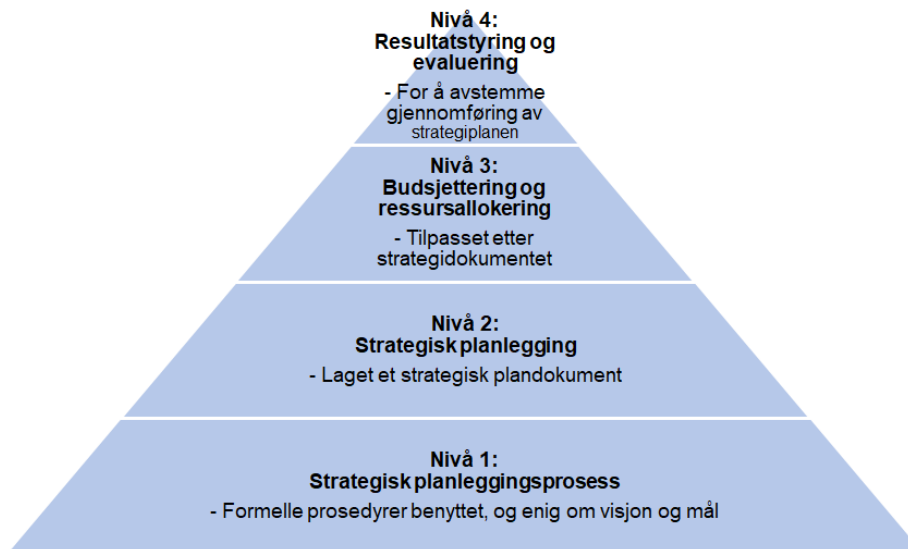 Nivå 4:
Resultatstyring og
evaluering
- For å avstemme
gjennomføring av
strategiplanen
Nivå 3:
Budsjettering og
ressursallokering
- Tilpasset etter
strategidokumentet
Nivå 2:
Strategisk planlegging
- Laget et strategisk plandokument
Nivå 1:
Strategisk planleggingsprosess
- Formelle prosedyrer benyttet, og enig om visjon og mål